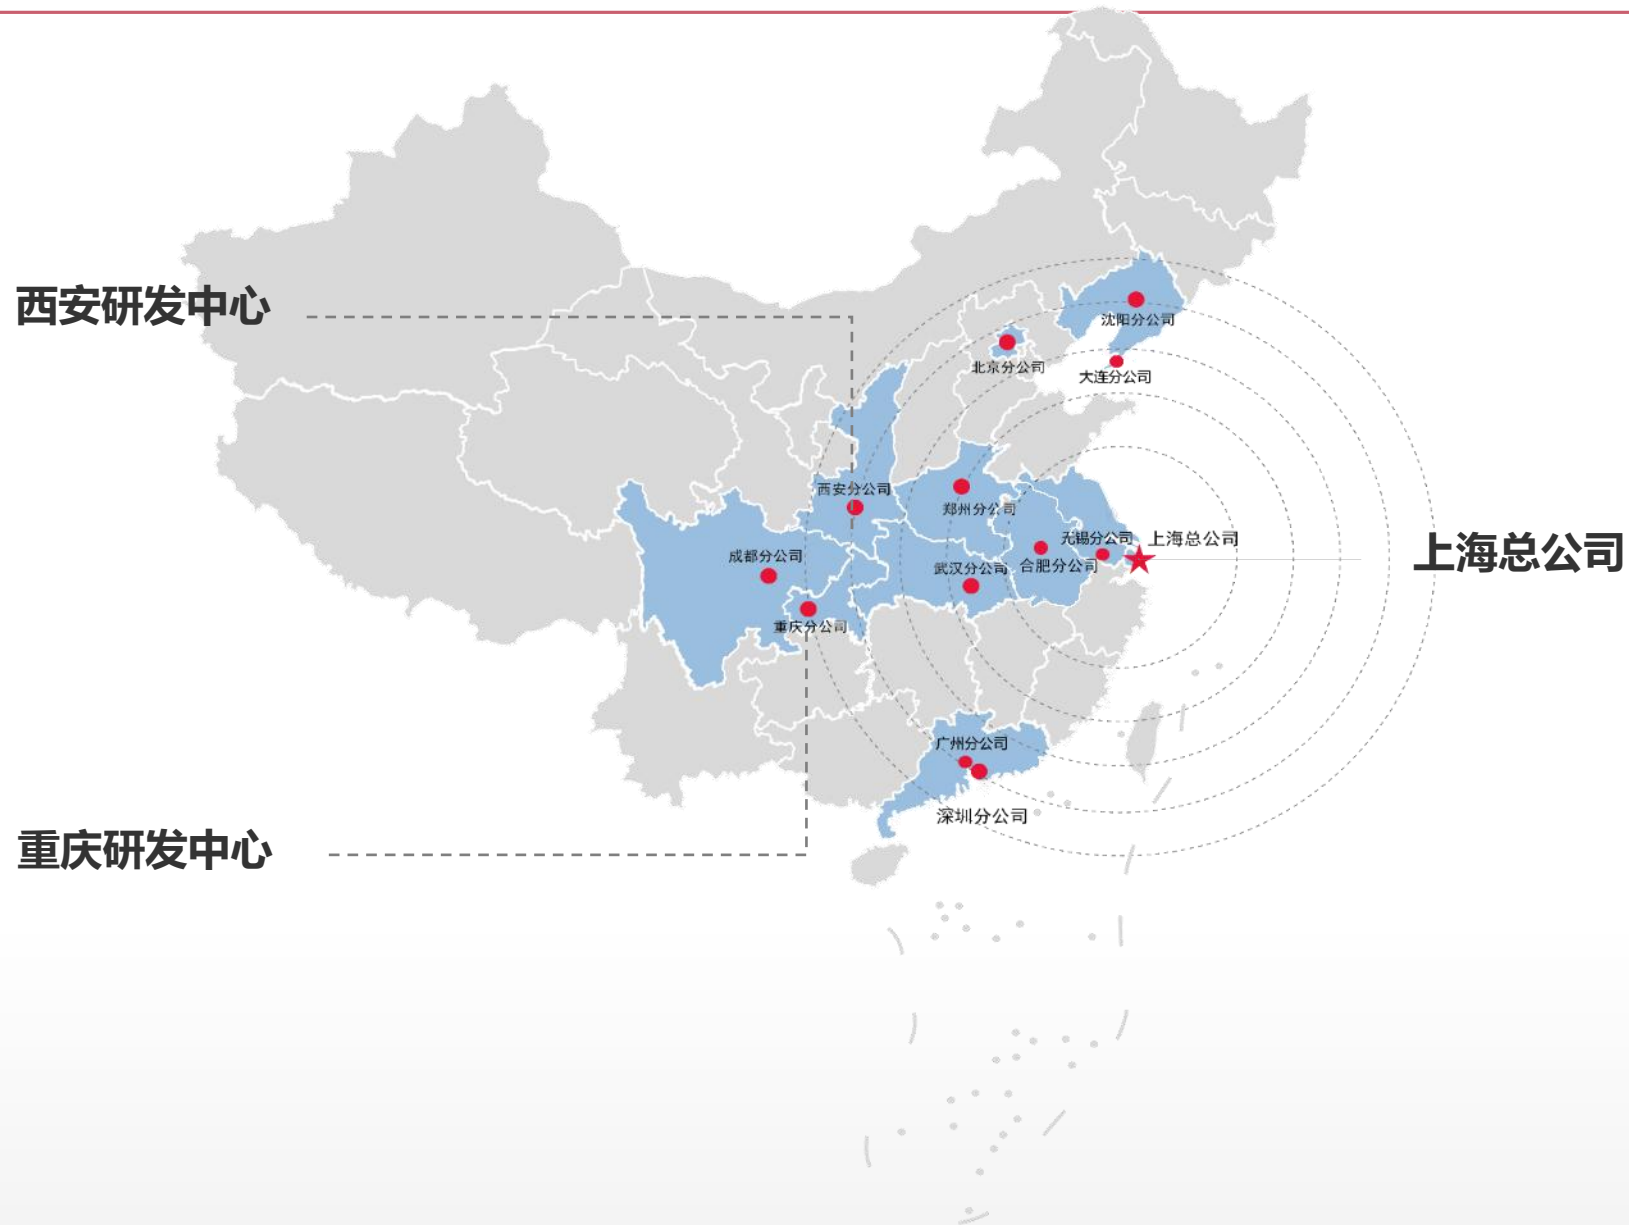 西安研发中心
沈阳分公司
北京分公司
大连分公司
西安分公司
郑州分公司
无锡分公司
上海总公司
上海总公司
成都分公司
武汉分公司
合肥分公司
重庆分公司
广州分公司
深圳分公司
重庆研发中心